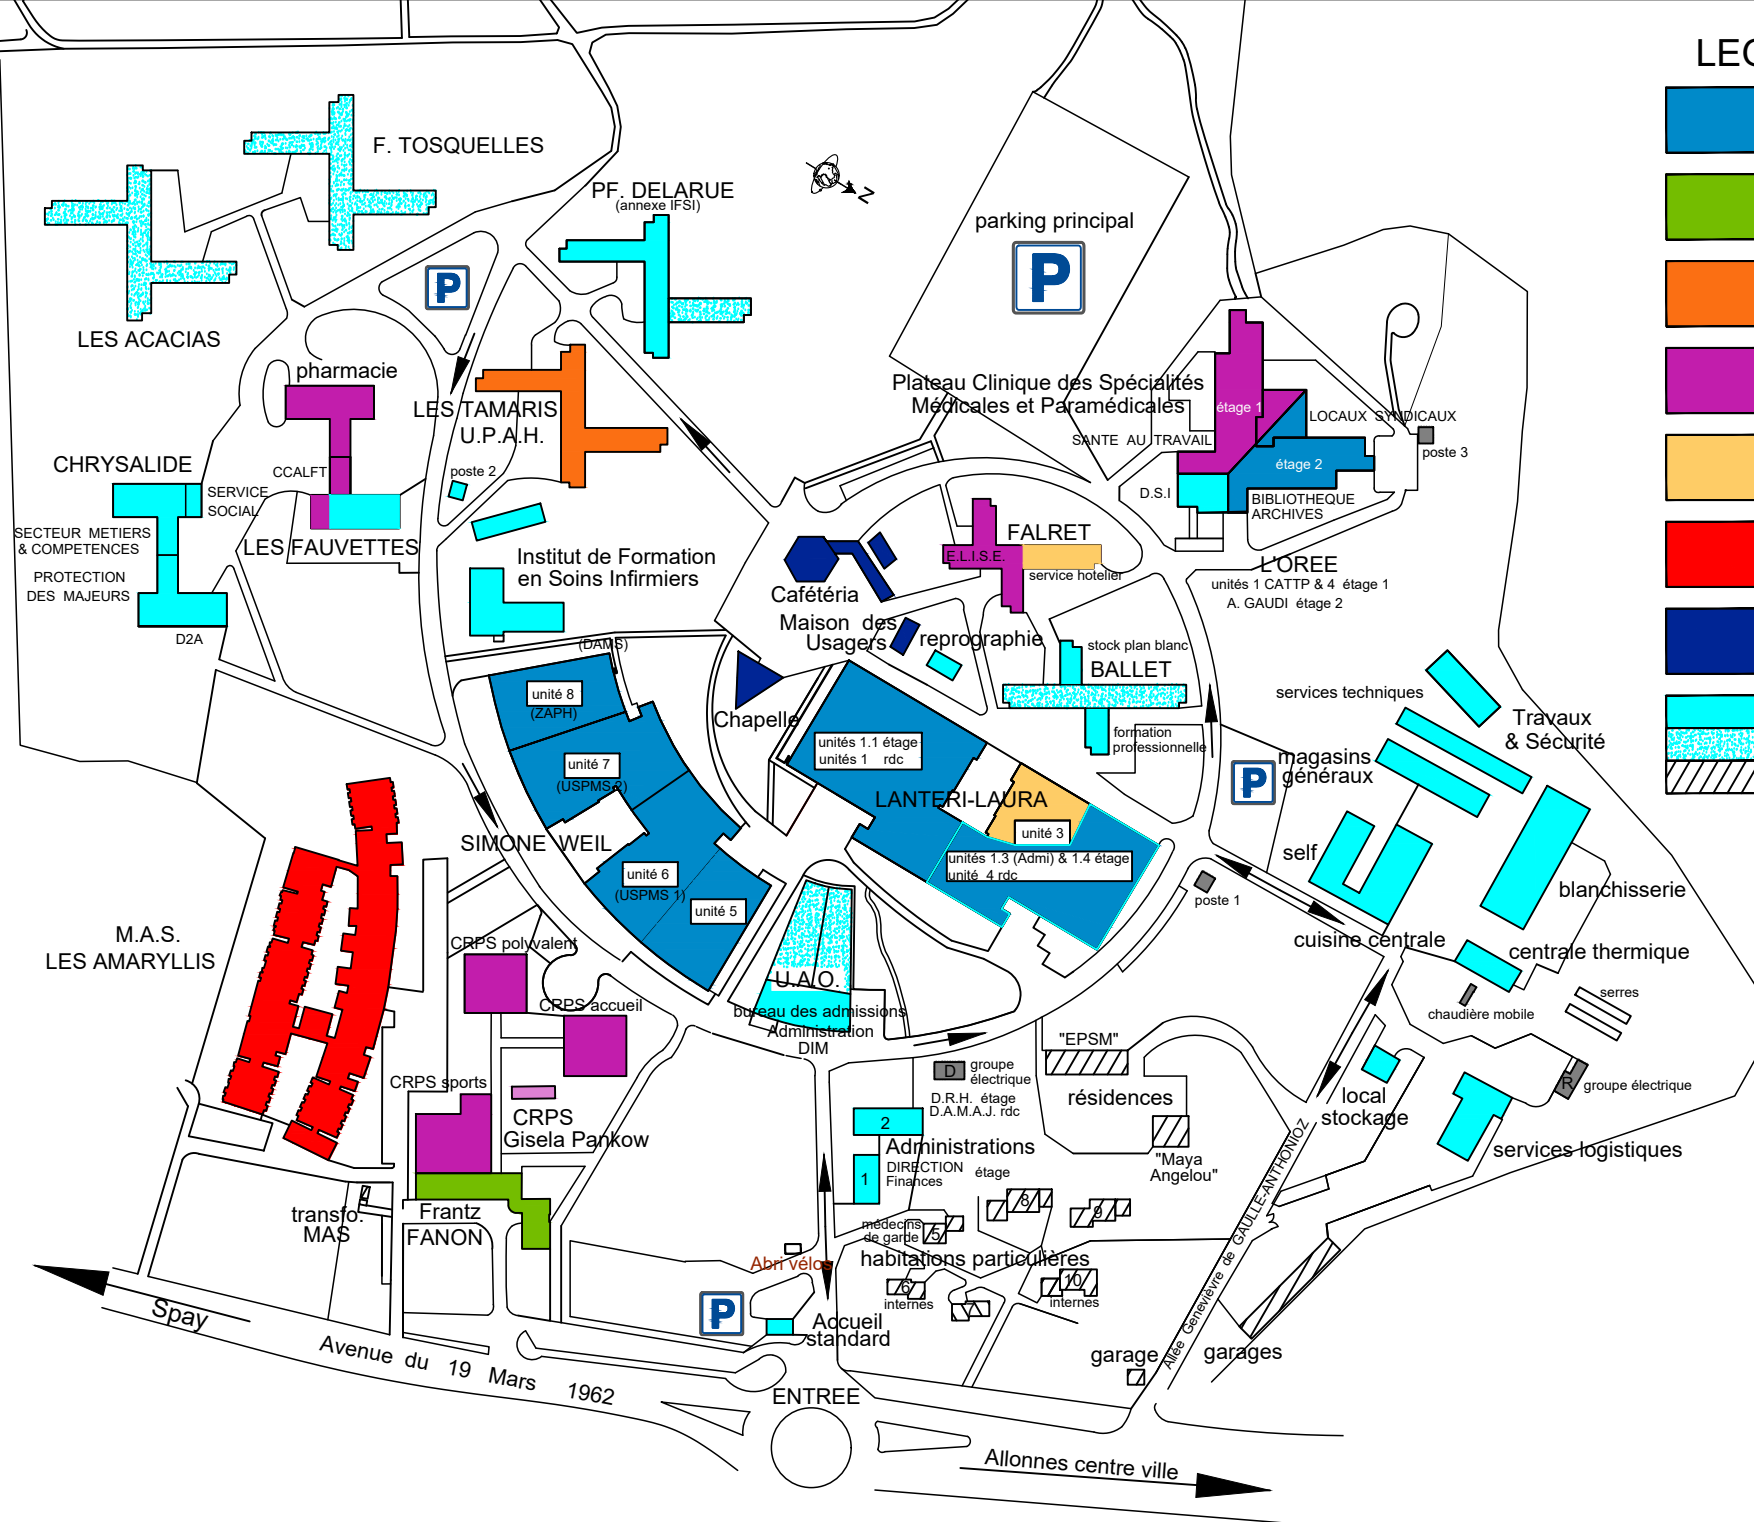 LEG
F. TOSQUELLES
PF. DELARUE
(annexe IFSI)
N
parking principal
P
P
LES ACACIAS
pharmacie
LES TAMARIS
U.P.A.H.
Plateau Clinique des Spécialités
Médicales et Paramédicales
étage 1
LOCAUX SYNDICAUX
SANTE AU TRAVAIL
poste 3
CHRYSALIDE
CCALFT
poste 2
étage 2
SERVICE
SOCIAL
D.S.I
BIBLIOTHEQUE
ARCHIVES
SECTEUR METIERS
& COMPETENCES
LES FAUVETTES
FALRET
E.L.I.S.E.
service hotelier
Institut de Formation
en Soins Infirmiers
PROTECTION
DES MAJEURS
Cafétéria
L'OREE
unités 1 CATTP & 4 étage 1
A. GAUDI étage 2
D2A
(DAMS)
Maison des
Usagers
reprographie
stock plan blanc
BALLET
unité 8
(ZAPH)
Chapelle
services techniques
Travaux
& Sécurité
formation
professionnelle
unités 1.1 étage
unités 1 rdc
unité 7
(USPMS 2)
P
magasins
généraux
LANTERI-LAURA
unité 3
SIMONE WEIL
unités 1.3 (Admi) & 1.4 étage
unité 4 rdc
self
unité 6
(USPMS 1)
unité 5
poste 1
blanchisserie
M.A.S.
LES AMARYLLIS
CRPS polyvalent
cuisine centrale
centrale thermique
U.A.O.
bureau des admissions
Administration
DIM
CRPS accueil
serres
chaudière mobile
"EPSM"
D
groupe
électrique
R
groupe électrique
CRPS sports
résidences
D.R.H. étage
D.A.M.A.J. rdc
local
stockage
CRPS
Gisela Pankow
2
Administrations
services logistiques
"Maya
Angelou"
1
DIRECTION étage
Finances
transfo.
MAS
Frantz
FANON
8
9
médecins
de garde
5
habitations particulières
Abri vélos
6
internes
10
internes
P
Accueil
standard
Allée Geneviève de GAULLE-ANTHONIOZ
Spay
Avenue du 19 Mars 1962
garage
garages
ENTREE
Allonnes centre ville